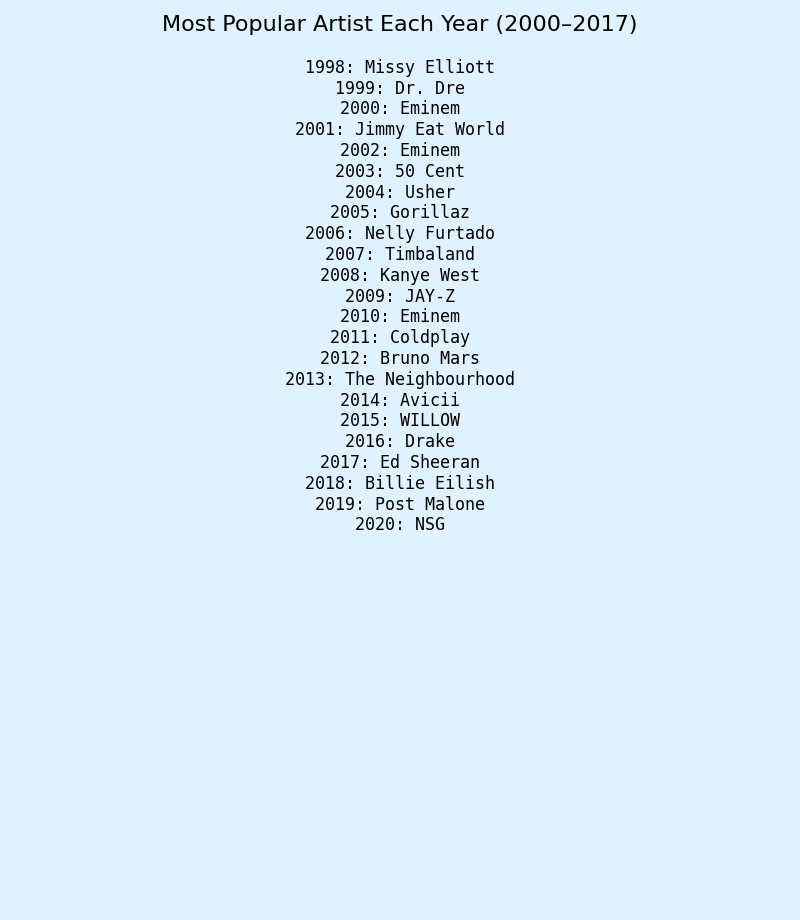 Most Popular Artist Each Year (2000–2017)
1998: Missy Elliott
1999: Dr. Dre
2000: Eminem
2001: Jimmy Eat World
2002: Eminem
2003: 50 Cent
2004: Usher
2005: Gorillaz
2006: Nelly Furtado
2007: Timbaland
2008: Kanye West
2009: JAY-Z
2010: Eminem
2011: Coldplay
2012: Bruno Mars
2013: The Neighbourhood
2014: Avicii
2015: WILLOW
2016: Drake
2017: Ed Sheeran
2018: Billie Eilish
2019: Post Malone
2020: NSG